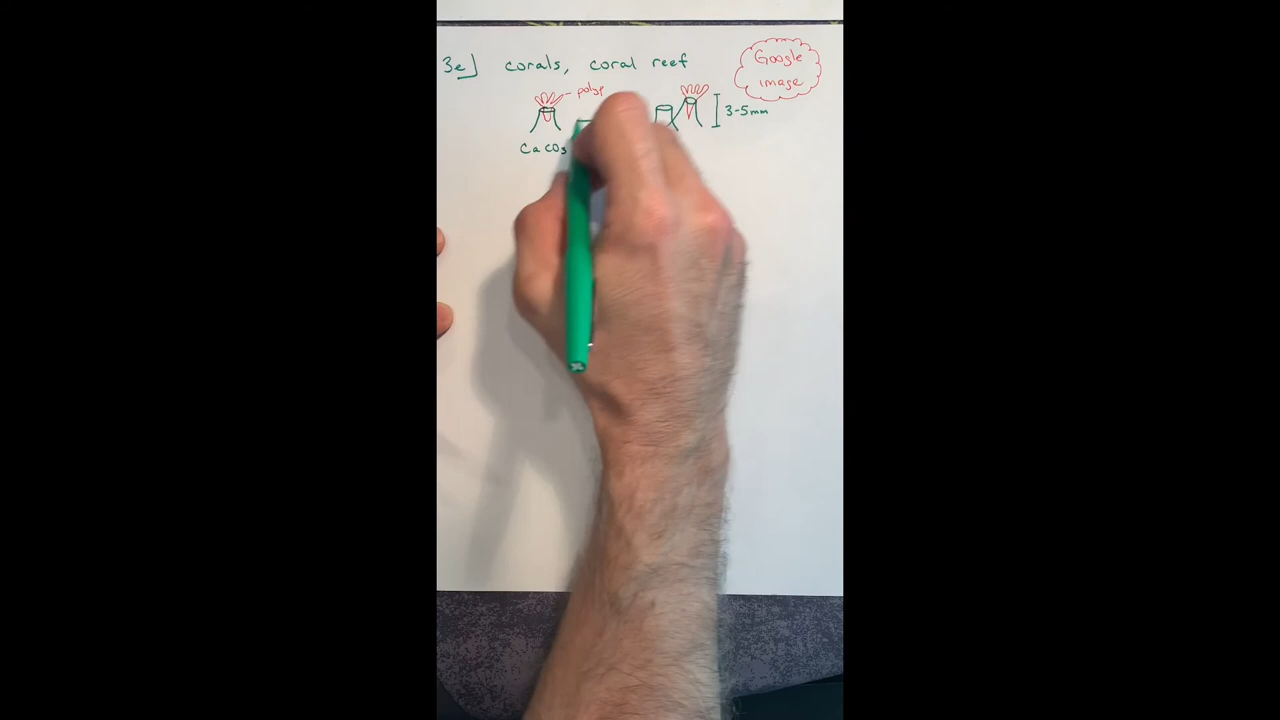 3e] corals, coral reef
Google
image
polyp
3-5mm
CaCO3